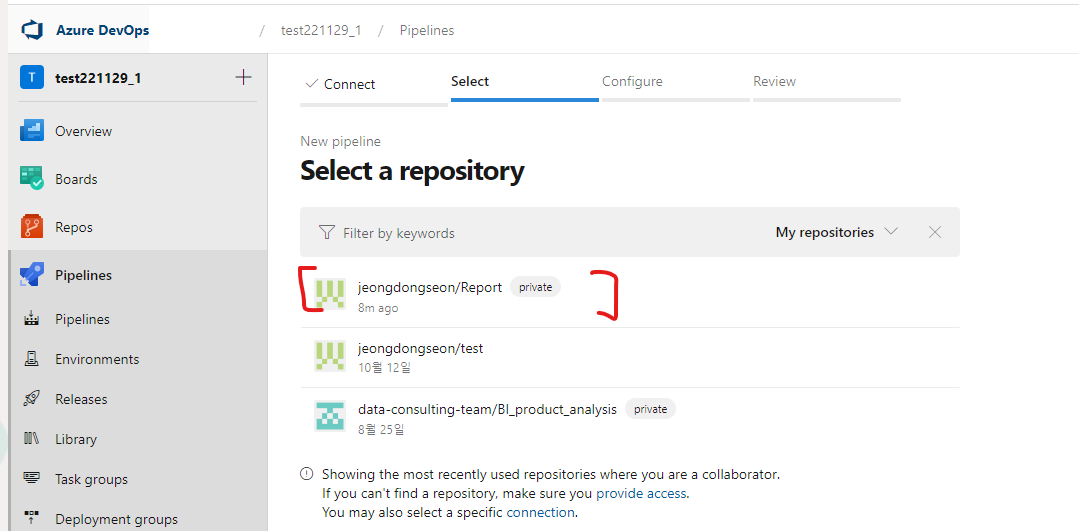 Azure DevOps
/ test221129_1 / Pipelines
T test221129_1
Overview
Boards
Repos
Pipelines
Pipelines
Environments
Releases
Library
Task groups
Deployment groups
Connect
Select
Configure
Review
New pipeline
Select a repository
Filter by keywords
My repositories
jeongdongseon/Report private
8m ago
jeongdongseon/test
10월 12일
data-consulting-team/BI_product_analysis private
8월 25일
Showing the most recently used repositories where you are a collaborator.
If you can't find a repository, make sure you provide access.
You may also select a specific connection.